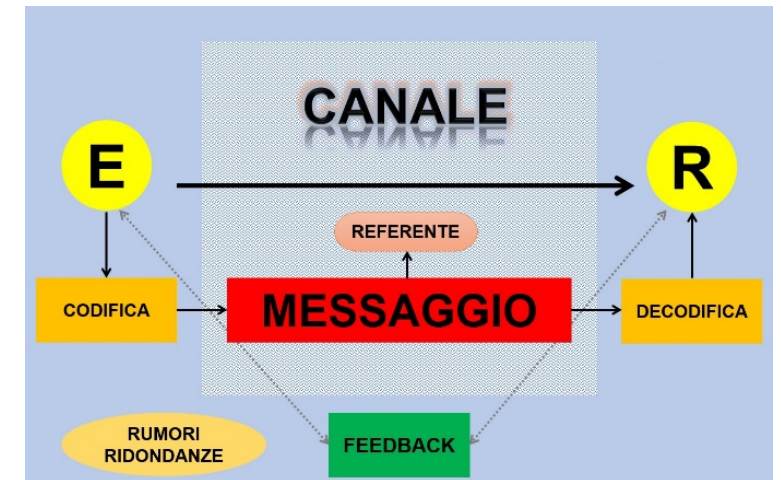 CANALE
E
R
REFERENTE
CODIFICA
MESSAGGIO
DECODIFICA
RUMORI
RIDONDANZE
FEEDBACK